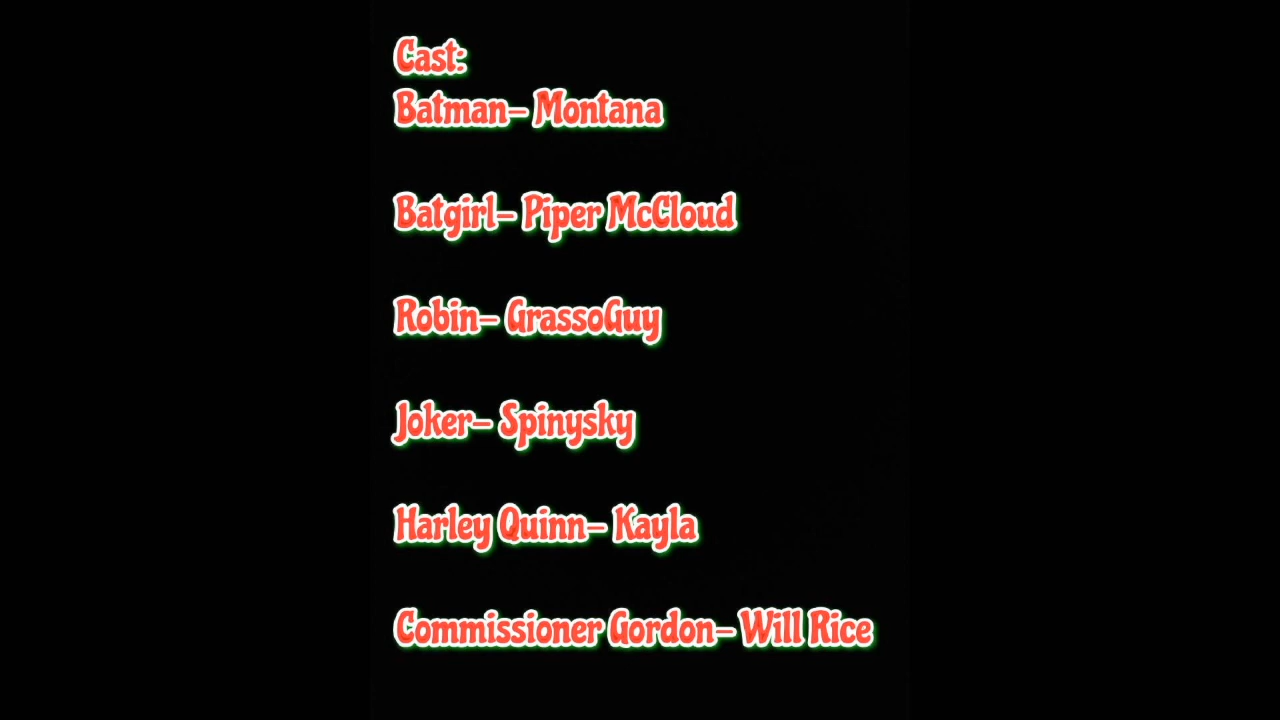 Cast:
Batman- Montana
Batgirl- Piper McCloud
Robin- GrassoGuy
Joker- Spinysky
Harley Quinn- Kayla
Commissioner Gordon- Will Rice